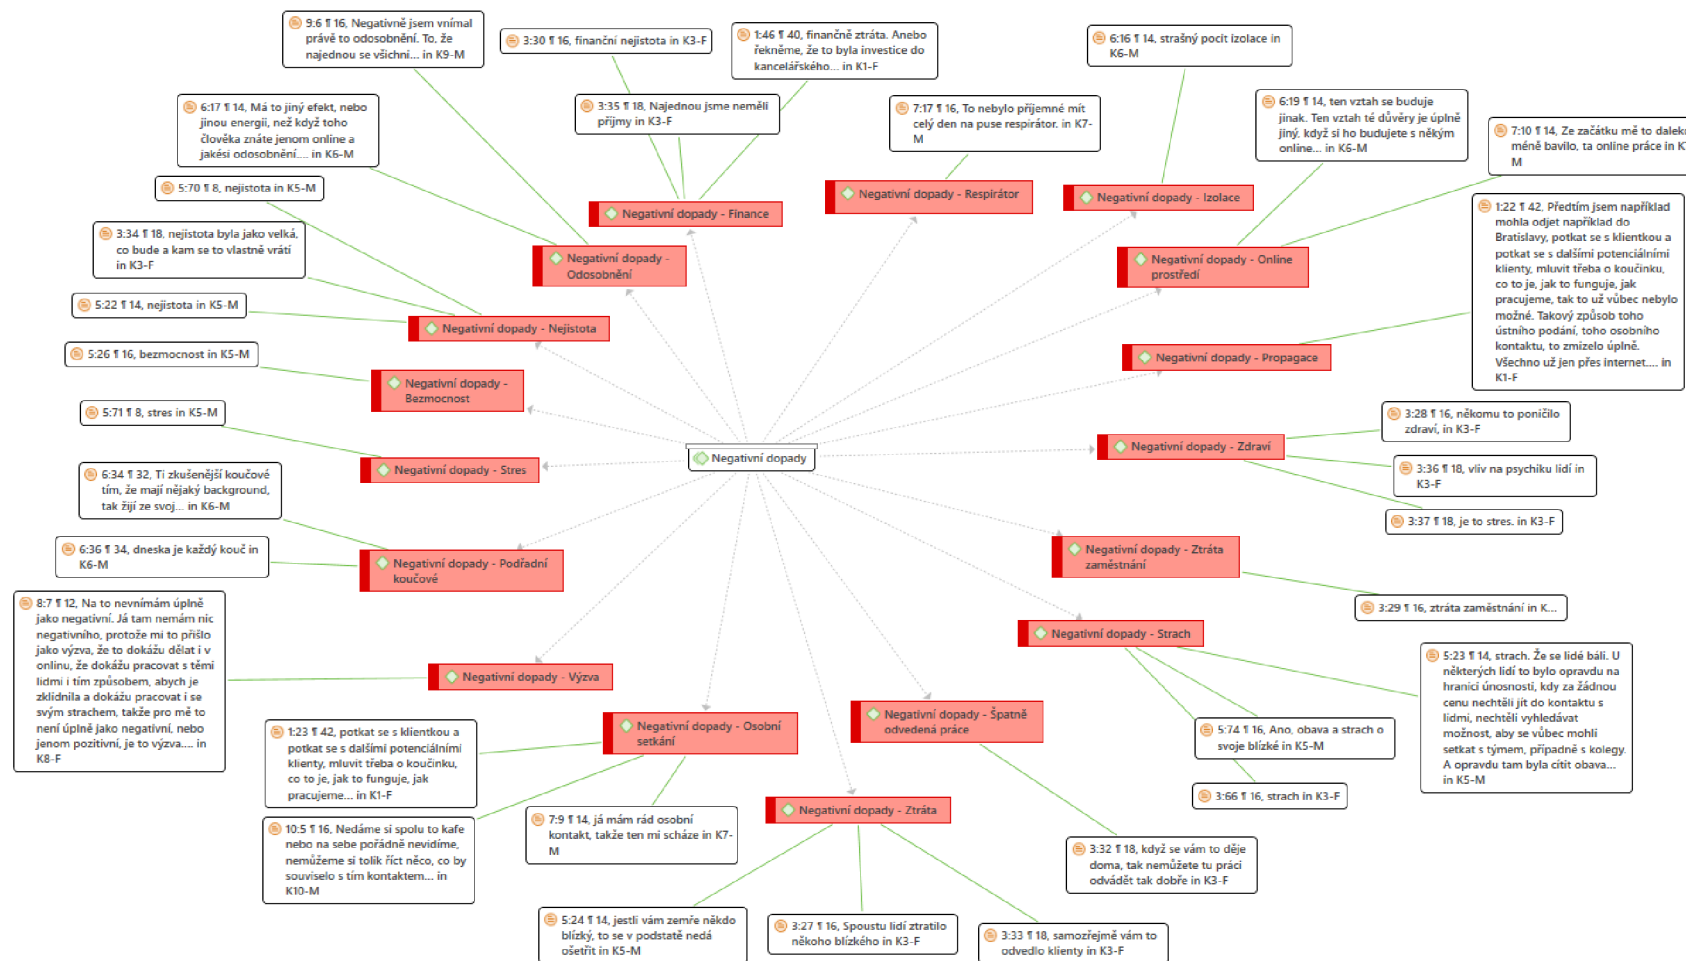 9:6 ¶ 16, Negativně jsem vnímal
právě to odosobnění. To, že
najednou se všichni... in K9-M
3:30 ¶ 16, finanční nejistota in K3-F
1:46 ¶ 40, finančně ztráta. Anebo
řekněme, že to byla investice do
kancelářského... in K1-F
6:16 ¶ 14, strašný pocit izolace in
K6-M
6:17 ¶ 14, Má to jiný efekt, nebo
jinou energii, než když toho
člověka znáte jenom online a
jakési odosobnění.... in K6-M
3:35 ¶ 18, Najednou jsme neměli
příjmy in K3-F
7:17 ¶ 16, To nebylo příjemné mít
celý den na puse respirátor. in K7-
M
6:19 ¶ 14, ten vztah se buduje
jinak. Ten vztah té důvěry je úplně
jiný, když si ho budujete s někým
online... in K6-M
7:10 ¶ 14, Ze začátku mě to
méně bavilo, ta online práce in
M
5:70 ¶ 8, nejistota in K5-M
Negativní dopady - Finance
Negativní dopady - Respirátor
Negativní dopady - Izolace
1:22 ¶ 42, Předtím jsem například
mohla odjet například do
Bratislavy, potkat se s klientkou a
potkat se s dalšími potenciálními
klienty, mluvit třeba o koučinku,
co to je, jak to funguje, jak
pracujeme, tak to už vůbec nebylo
možné. Takový způsob toho
ústního podání, toho osobního
kontaktu, to zmizelo úplně.
Všechno už jen přes internet.... in
K1-F
3:34 ¶ 18, nejistota byla jako velká,
co bude a kam se to vlastně vrátí
in K3-F
Negativní dopady -
Odosobnění
Negativní dopady - Online
prostředí
5:22 ¶ 14, nejistota in K5-M
Negativní dopady - Nejistota
5:26 ¶ 16, bezmocnost in K5-M
Negativní dopady - Propagace
Negativní dopady -
Bezmocnost
5:71 ¶ 8, stres in K5-M
3:28 ¶ 16, někomu to poničilo
zdraví, in K3-F
Negativní dopady - Zdraví
Negativní dopady
Negativní dopady - Stres
3:36 ¶ 18, vliv na psychiku lidí in
K3-F
6:34 ¶ 32, Ti zkušenější koučové
tím, že mají nějaký background,
tak žijí ze svoj... in K6-M
3:37 ¶ 18, je to stres. in K3-F
6:36 ¶ 34, dneska je každý kouč in
K6-M
Negativní dopady - Podřadní
koučové
Negativní dopady - Ztráta
zaměstnání
3:29 ¶ 16, ztráta zaměstnání in K...
8:7 ¶ 12, Na to nevnímám úplně
jako negativní. Já tam nemám nic
negativního, protože mi to přišlo
jako výzva, že to dokážu dělat i v
onlinu, že dokážu pracovat s těmi
lidmi i tím způsobem, abych je
zklidnila a dokážu pracovat i se
svým strachem, takže pro mě to
není úplně jako negativní, nebo
jenom pozitivní, je to výzva.... in
K8-F
Negativní dopady - Strach
Negativní dopady - Výzva
5:23 ¶ 14, strach. Že se lidé báli. U
některých lidí to bylo opravdu na
hranici únosnosti, kdy za žádnou
cenu nechtěli jít do kontaktu s
lidmi, nechtěli vyhledávat
možnost, aby se vůbec mohli
setkat s týmem, případně s kolegy.
A opravdu tam byla cítit obava...
in K5-M
Negativní dopady - Osobní
setkání
Negativní dopady - Špatně
odvedená práce
5:74 ¶ 16, Ano, obava a strach o
svoje blízké in K5-M
1:23 ¶ 42, potkat se s klientkou a
potkat se s dalšími potenciálními
klienty, mluvit třeba o koučinku,
co to je, jak to funguje, jak
pracujeme... in K1-F
3:66 ¶ 16, strach in K3-F
Negativní dopady - Ztráta
7:9 ¶ 14, já mám rád osobní
kontakt, takže ten mi schází in K7-
M
10:5 ¶ 16, Nedáme si spolu to kafe
nebo na sebe pořádně nevidíme,
nemůžeme si tolik říct něco, co by
souviselo s tím kontaktem... in
K10-M
3:32 ¶ 18, když se vám to děje
doma, tak nemůžete tu práci
odvádět tak dobře in K3-F
5:24 ¶ 14, jestli vám zemře někdo
blízký, to se v podstatě nedá
ošetřit in K5-M
3:27 ¶ 16, Spoustu lidí ztratilo
někoho blízkého in K3-F
3:33 ¶ 18, samozřejmě vám to
odvedlo klienty in K3-F